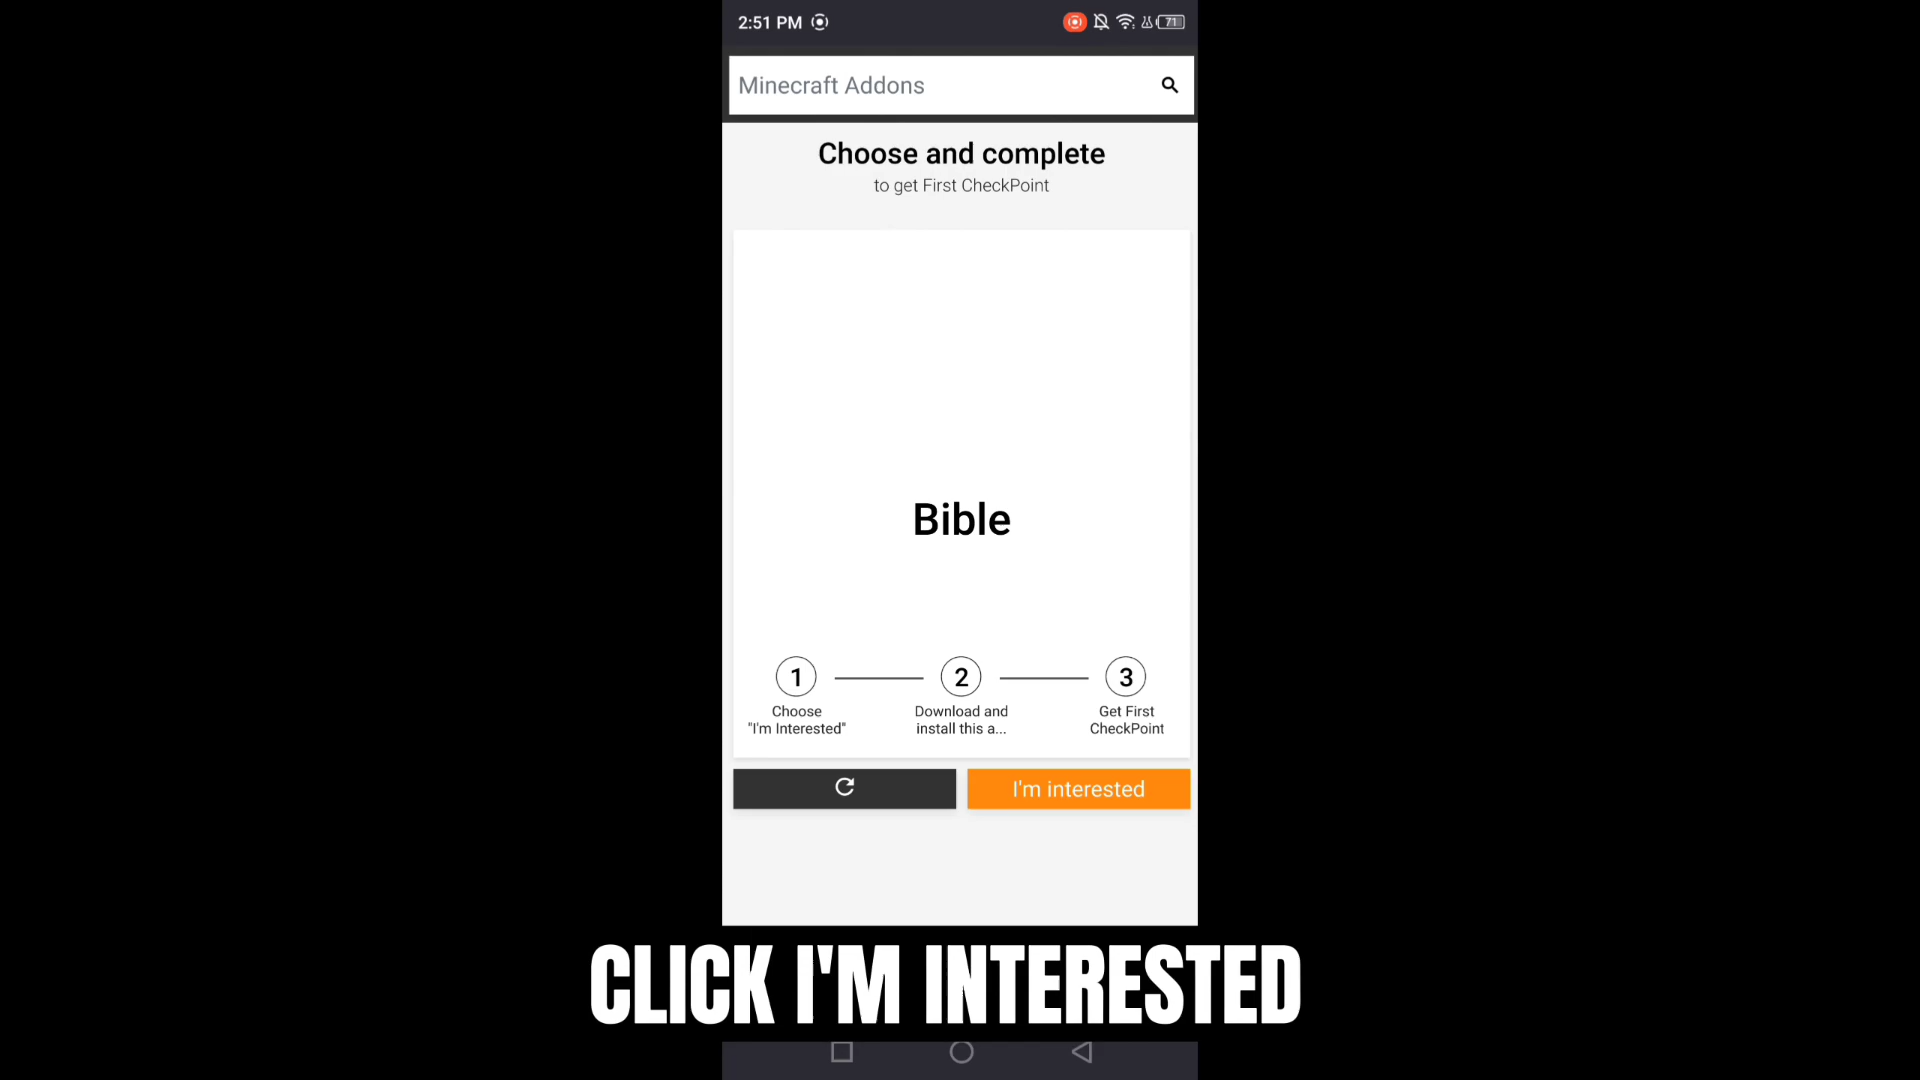 2:51 PM
71
Minecraft Addons
Choose and complete
to get First CheckPoint
Bible
1
2
3
Choose
"I'm Interested"
Download and
install this a...
Get First
CheckPoint
I'm interested
CLICK I'M INTERESTED